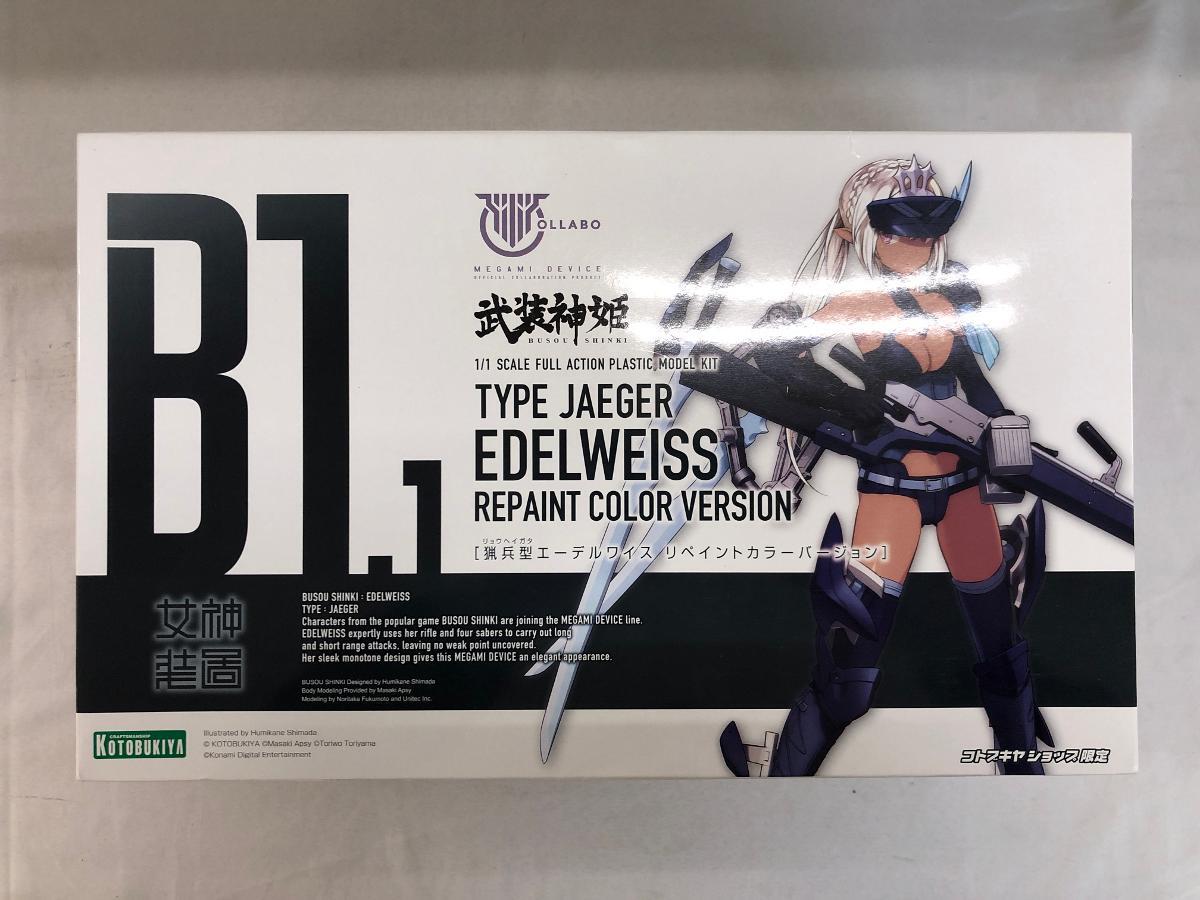 B1.1
COLLABO
MEGAMI DEVICE
OFFICIAL COLLABORATION PRODUCT
武装神姫
BUSOU SHINKI
1/1 SCALE FULL ACTION PLASTIC MODEL KIT
TYPE JAEGER
EDELWEISS
REPAINT COLOR VERSION
リョウヘイガタ
[猟兵型エーデルワイス リペイントカラーバージョン]
女神装置
BUSOU SHINKI : EDELWEISS
TYPE : JAEGER
Characters from the popular game BUSOU SHINKI are joining the MEGAMI DEVICE line.
EDELWEISS expertly uses her rifle and four sabers to carry out long
and short range attacks, leaving no weak point uncovered.
Her sleek monotone design gives this MEGAMI DEVICE an elegant appearance.
BUSOU SHINKI Designed by Humikane Shimada
Body Modeling Provided by Masaki Apsy
Modeling by Noritaka Fukumoto and Unitec Inc.
CRAFTSMANSHIP
KOTOBUKIYA
Illustrated by Humikane Shimada
© KOTOBUKIYA ©Masaki Apsy ©Toriwo Toriyama
©Konami Digital Entertainment
コトブキヤショップ限定